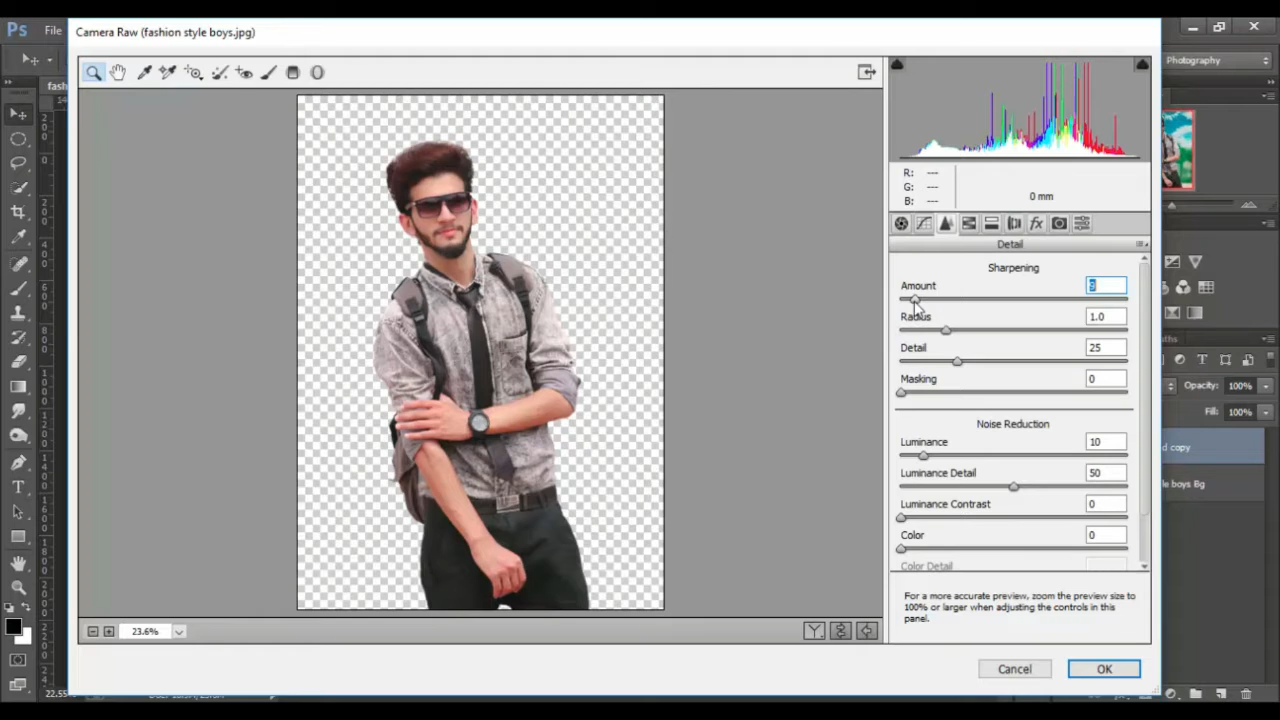 Camera Raw (fashion style boys.jpg)
Ps File
Photography
fash
R: ---
G: ---
B: ---
0 mm
fx
Detail
Sharpening
Amount 9
Radius 1.0
Detail 25
Masking 0
Noise Reduction
Luminance 10
Luminance Detail 50
Luminance Contrast 0
Color 0
Color Detail
For a more accurate preview, zoom the preview size to
100% or larger when adjusting the controls in this
panel.
Opacity: 100%
Fill: 100%
d copy
le boys Bg
23.6%
Cancel OK